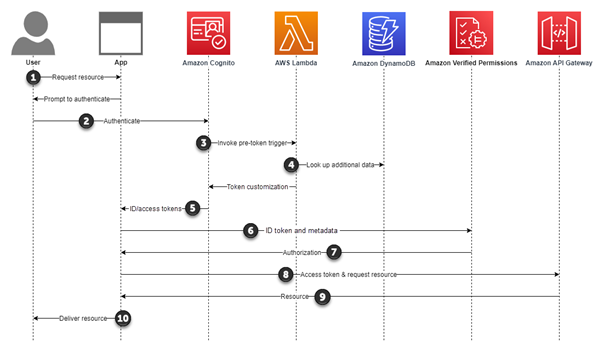 User
App
Amazon Cognito
AWS Lambda
Amazon DynamoDB
Amazon Verified Permissions
Amazon API Gateway
1 Request resource
Prompt to authenticate
2 Authenticate
3 Invoke pre-token trigger
4 Look up additional data
Token customization
ID/access tokens 5
6 ID token and metadata
Authorization 7
8 Access token & request resource
Resource 9
Deliver resource 10